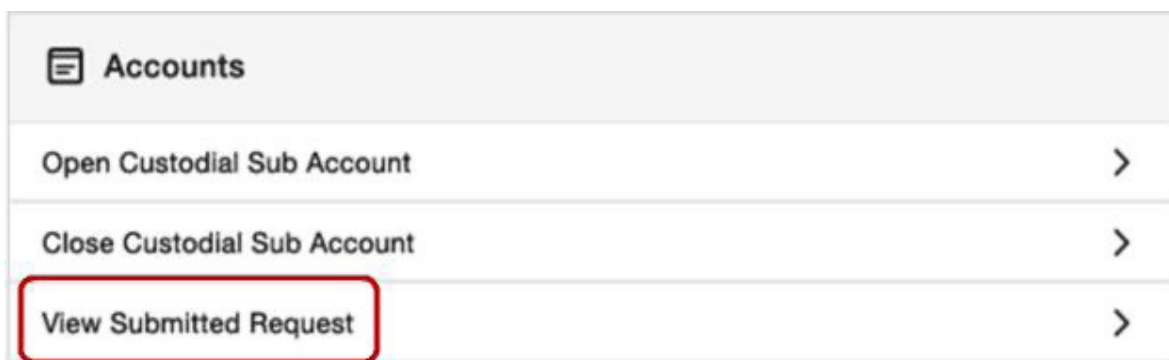 Accounts
Open Custodial Sub Account
Close Custodial Sub Account
View Submitted Request